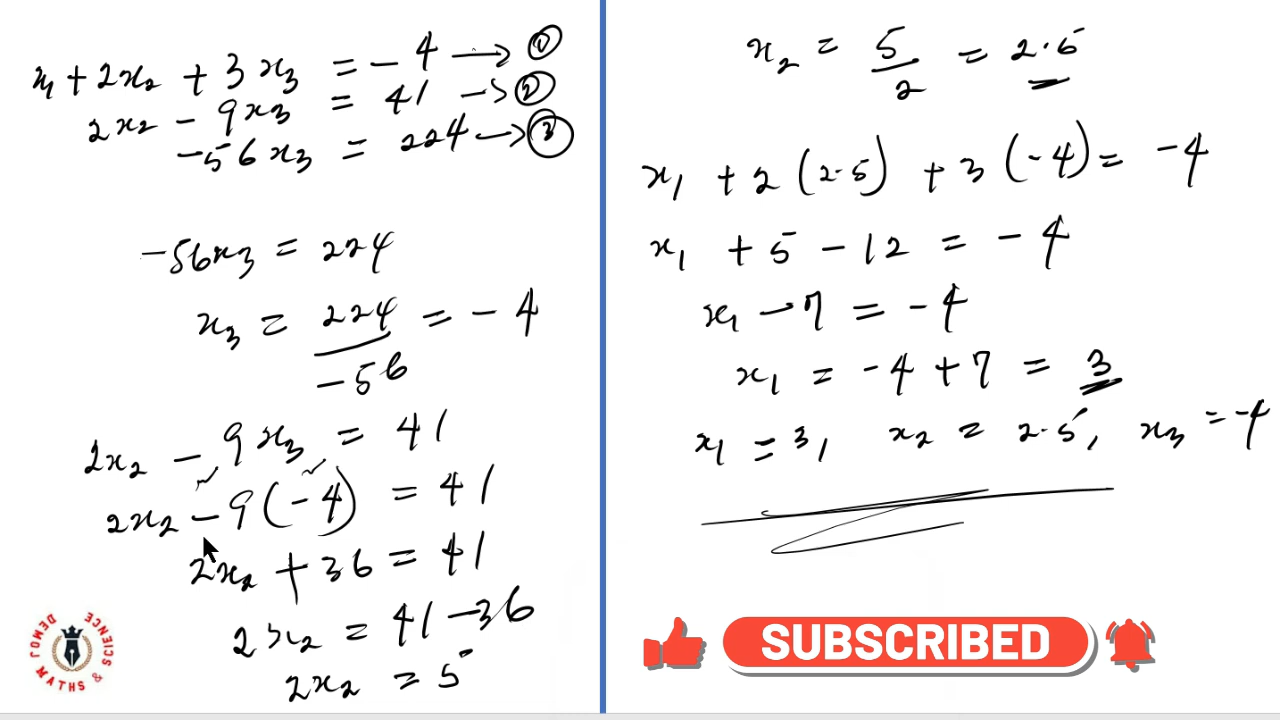 x₁ + 2x₂ + 3x₃ = -4 → ①
2x₂ - 9x₃ = 41 → ②
-56x₃ = 224 → ③
-56x₃ = 224
x₃ = 224/-56 = -4
2x₂ - 9x₃ = 41
2x₂ - 9(-4) = 41
2x₂ + 36 = 41
2x₂ = 41 - 36
2x₂ = 5
x₂ = 5/2 = 2.5
x₁ + 2(2.5) + 3(-4) = -4
x₁ + 5 - 12 = -4
x₁ - 7 = -4
x₁ = -4 + 7 = 3
x₁ = 3, x₂ = 2.5, x₃ = -4
DEMOJ MATHS & SCIENCE
SUBSCRIBED